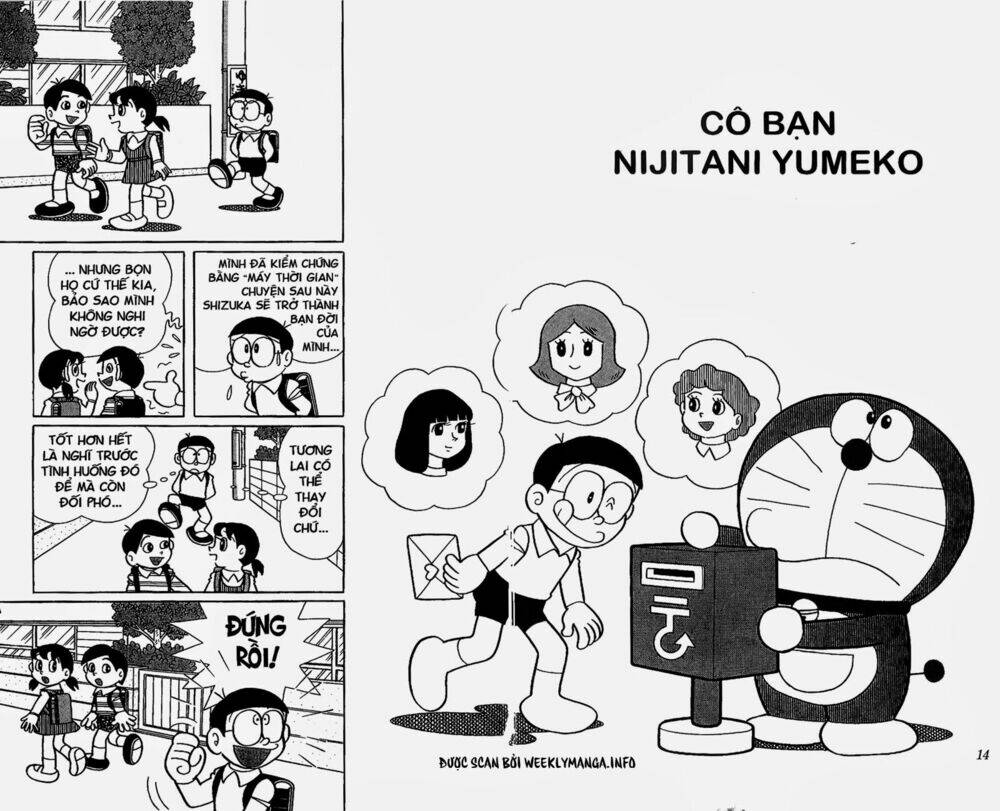 CÔ BẠN
NIJITANI YUMEKO
ĐƯỢC SCAN BỞI WEEKLYMANGA.INFO
14
MÌNH ĐÃ KIỂM CHỨNG
BẰNG "MÁY THỜI GIAN"
CHUYỆN SAU NÀY
SHIZUKA SẼ TRỞ THÀNH
BẠN ĐỜI
CỦA
MÌNH...
... NHƯNG BỌN
HỌ CỨ THẾ KIA,
BẢO SAO MÌNH
KHÔNG NGHI
NGỜ ĐƯỢC?
TƯƠNG
LAI CÓ
THỂ
THAY
ĐỔI
CHỨ...
TỐT HƠN HẾT
LÀ NGHĨ TRƯỚC
TÌNH HUỐNG ĐÓ
ĐỂ MÀ CÒN
ĐỐI PHÓ...
ĐÚNG
RỒI!